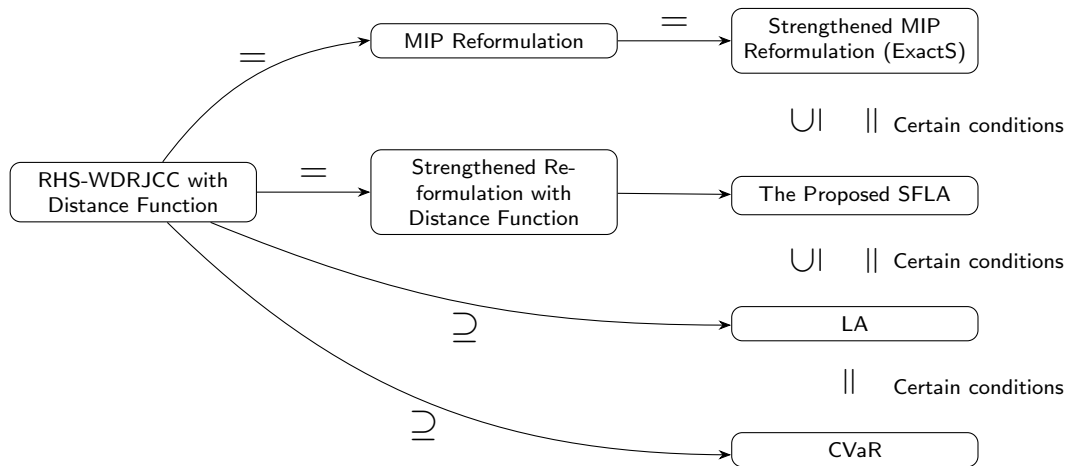 MIP Reformulation
=
Strengthened MIP
Reformulation (ExactS)
=
∪| || Certain conditions
RHS-WDRJCC with
Distance Function
=
Strengthened Re-
formulation with
Distance Function
The Proposed SFLA
∪| || Certain conditions
⊇
LA
|| Certain conditions
⊇
CVaR